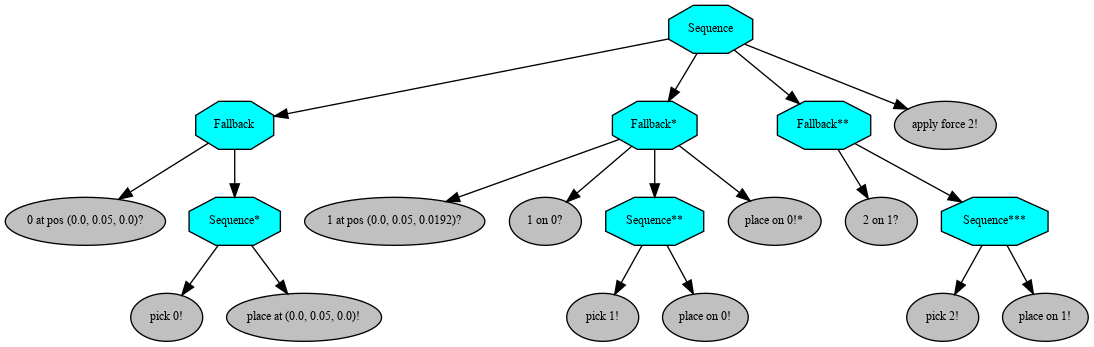 Sequence
Fallback
Fallback*
Fallback**
apply force 2!
0 at pos (0.0, 0.05, 0.0)?
Sequence*
1 at pos (0.0, 0.05, 0.0192)?
1 on 0?
Sequence**
place on 0!*
2 on 1?
Sequence***
pick 0!
place at (0.0, 0.05, 0.0)!
pick 1!
place on 0!
pick 2!
place on 1!